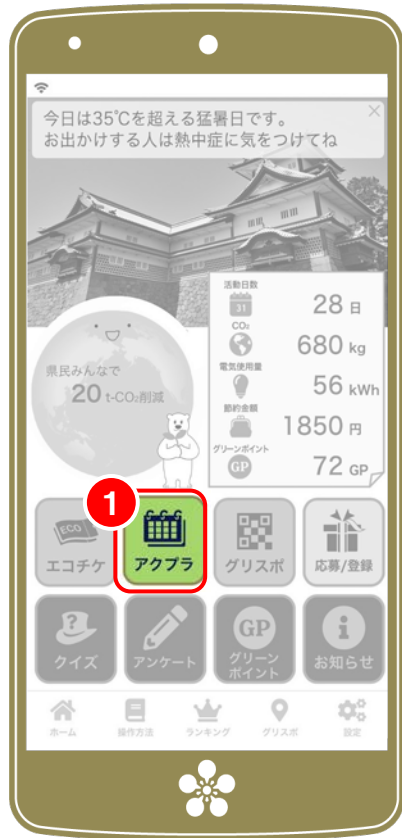 今日は35℃を超える猛暑日です。
お出かけする人は熱中症に気をつけてね
活動日数
31
28 日
CO₂
680 kg
電気使用量
56 kWh
節約金額
1850 円
グリーンポイント
GP
72 GP
県民みんなで
20 t-CO₂削減
1
ECO
エコチケ
アクプラ
グリスポ
応募/登録
?
クイズ
アンケート
GP
グリーン
ポイント
i
お知らせ
ホーム
操作方法
ランキング
グリスポ
設定